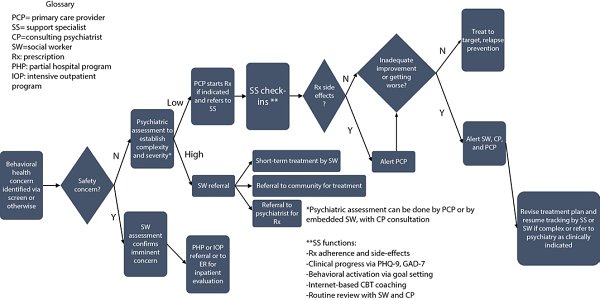 Glossary
PCP= primary care provider
SS= support specialist
CP=consulting psychiatrist
SW=social worker
Rx: prescription
PHP: partial hospital program
IOP: intensive outpatient
program
Behavioral
health
concern
identified via
screen or
otherwise
Safety
concern?
N
Y
Psychiatric
assessment to
establish
complexity
and severity*
SW
assessment
confirms
imminent
concern
PHP or IOP
referral or to
ER for
inpatient
evaluation
Low
High
PCP starts Rx
if indicated
and refers to
SS
SS check-
ins **
Rx side
effects
?
N
Y
Alert PCP
Inadequate
improvement
or getting
worse?
N
Y
Treat to
target, relapse
prevention
Alert SW, CP,
and PCP
Revise treatment plan and
resume tracking by SS or
SW if complex or refer to
psychiatry as clinically
indicated
SW referral
Short-term treatment by SW
Referral to community for treatment
Referral to
psychiatrist for
Rx
*Psychiatric assessment can be done by PCP or by
embedded SW, with CP consultation
**SS functions:
-Rx adherence and side-effects
-Clinical progress via PHQ-9, GAD-7
-Behavioral activation via goal setting
-Internet-based CBT coaching
-Routine review with SW and CP